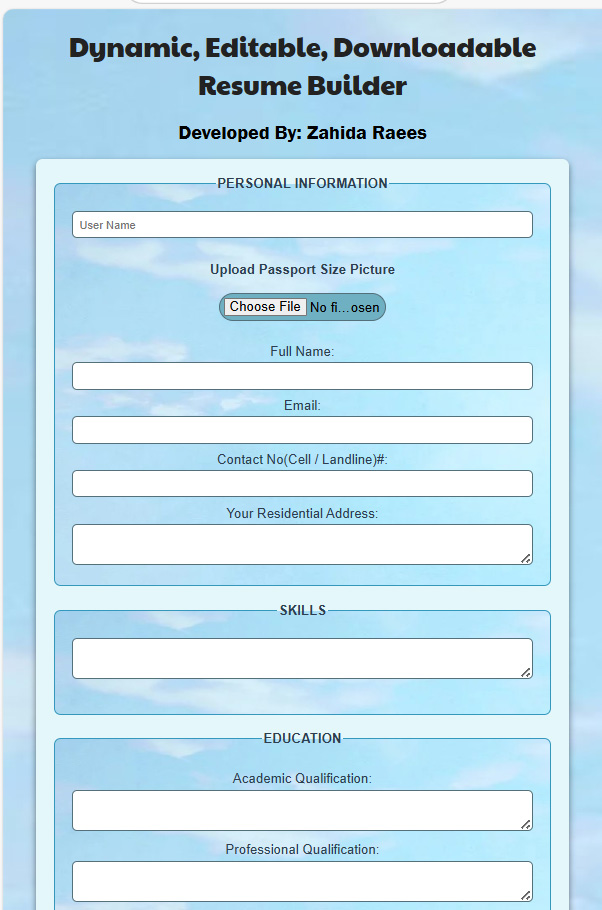 Dynamic, Editable, Downloadable
Resume Builder
Developed By: Zahida Raees
PERSONAL INFORMATION
User Name
Upload Passport Size Picture
Choose File No fi...osen
Full Name:
Email:
Contact No(Cell / Landline)#:
Your Residential Address:
SKILLS
EDUCATION
Academic Qualification:
Professional Qualification: